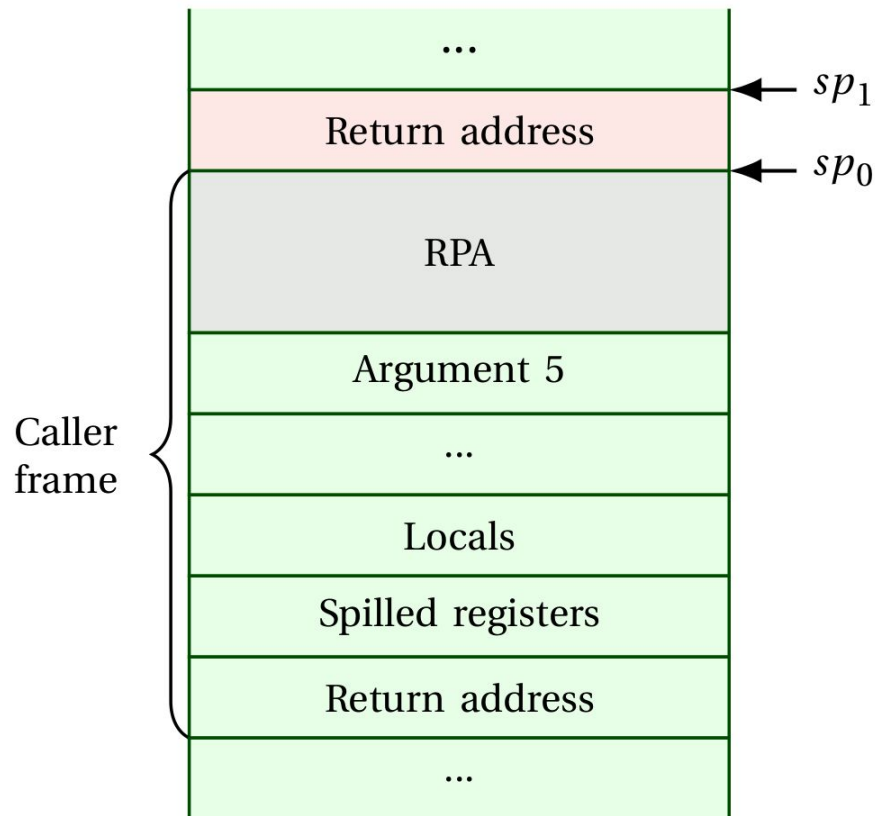 ...
sp1
Return address
sp0
RPA
Argument 5
...
Caller
frame
Locals
Spilled registers
Return address
...